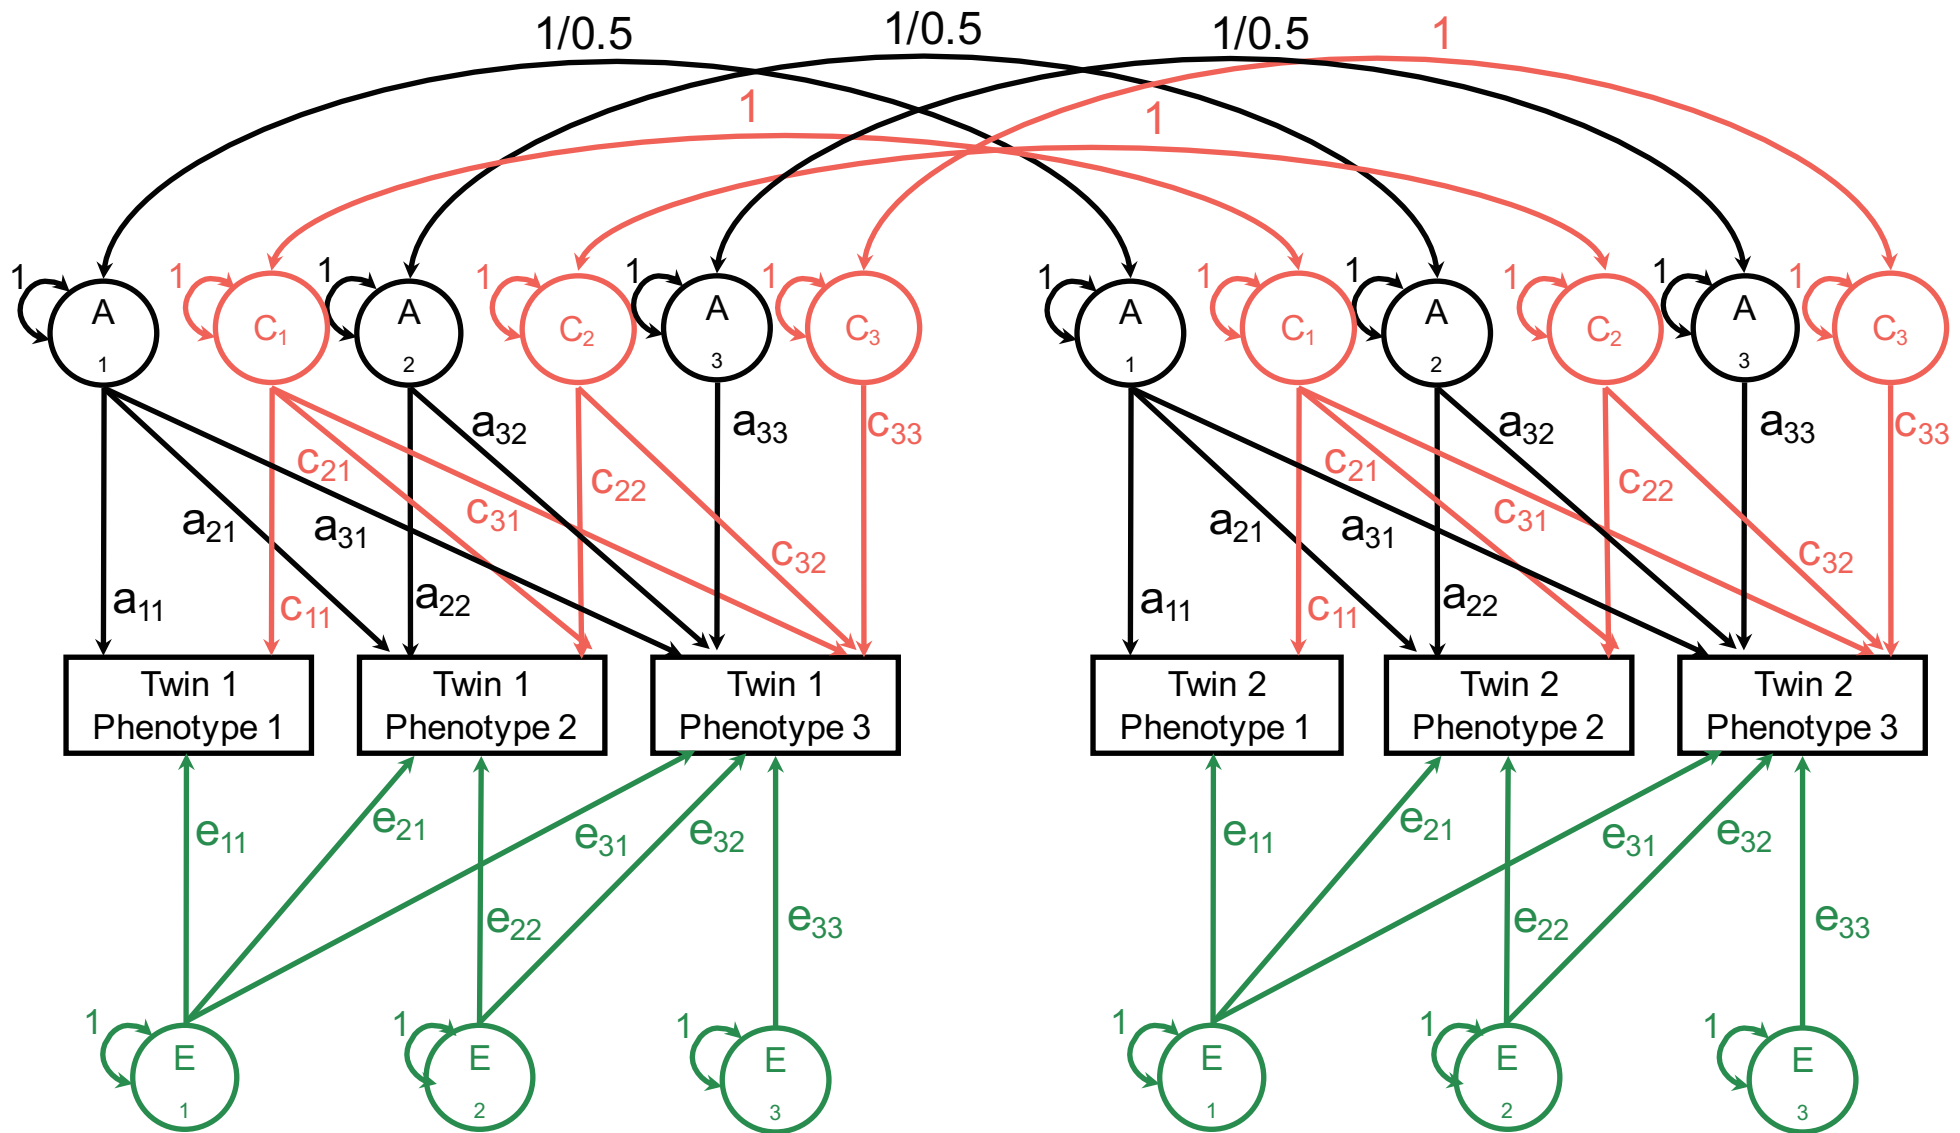 1/0.5 1/0.5 1/0.5 1
1 1
1 1 1 1 1 1 1 1 1 1 1 1
A C₁ A C₂ A C₃ A C₁ A C₂ A C₃
1 2 3 1 2 3
a₃₂ a₃₃ c₃₃ a₃₂ a₃₃ c₃₃
c₂₁ c₂₂ c₂₁ c₂₂
a₂₁ a₃₁ c₃₁ c₃₂ a₂₁ a₃₁ c₃₁ c₃₂
a₁₁ c₁₁ a₂₂ a₁₁ c₁₁ a₂₂
Twin 1 Twin 1 Twin 1 Twin 2 Twin 2 Twin 2
Phenotype 1 Phenotype 2 Phenotype 3 Phenotype 1 Phenotype 2 Phenotype 3
e₁₁ e₂₁ e₃₁ e₃₂ e₁₁ e₂₁ e₃₁ e₃₂
e₂₂ e₃₃ e₂₂ e₃₃
1 1 1 1 1 1
E E E E E E
1 2 3 1 2 3